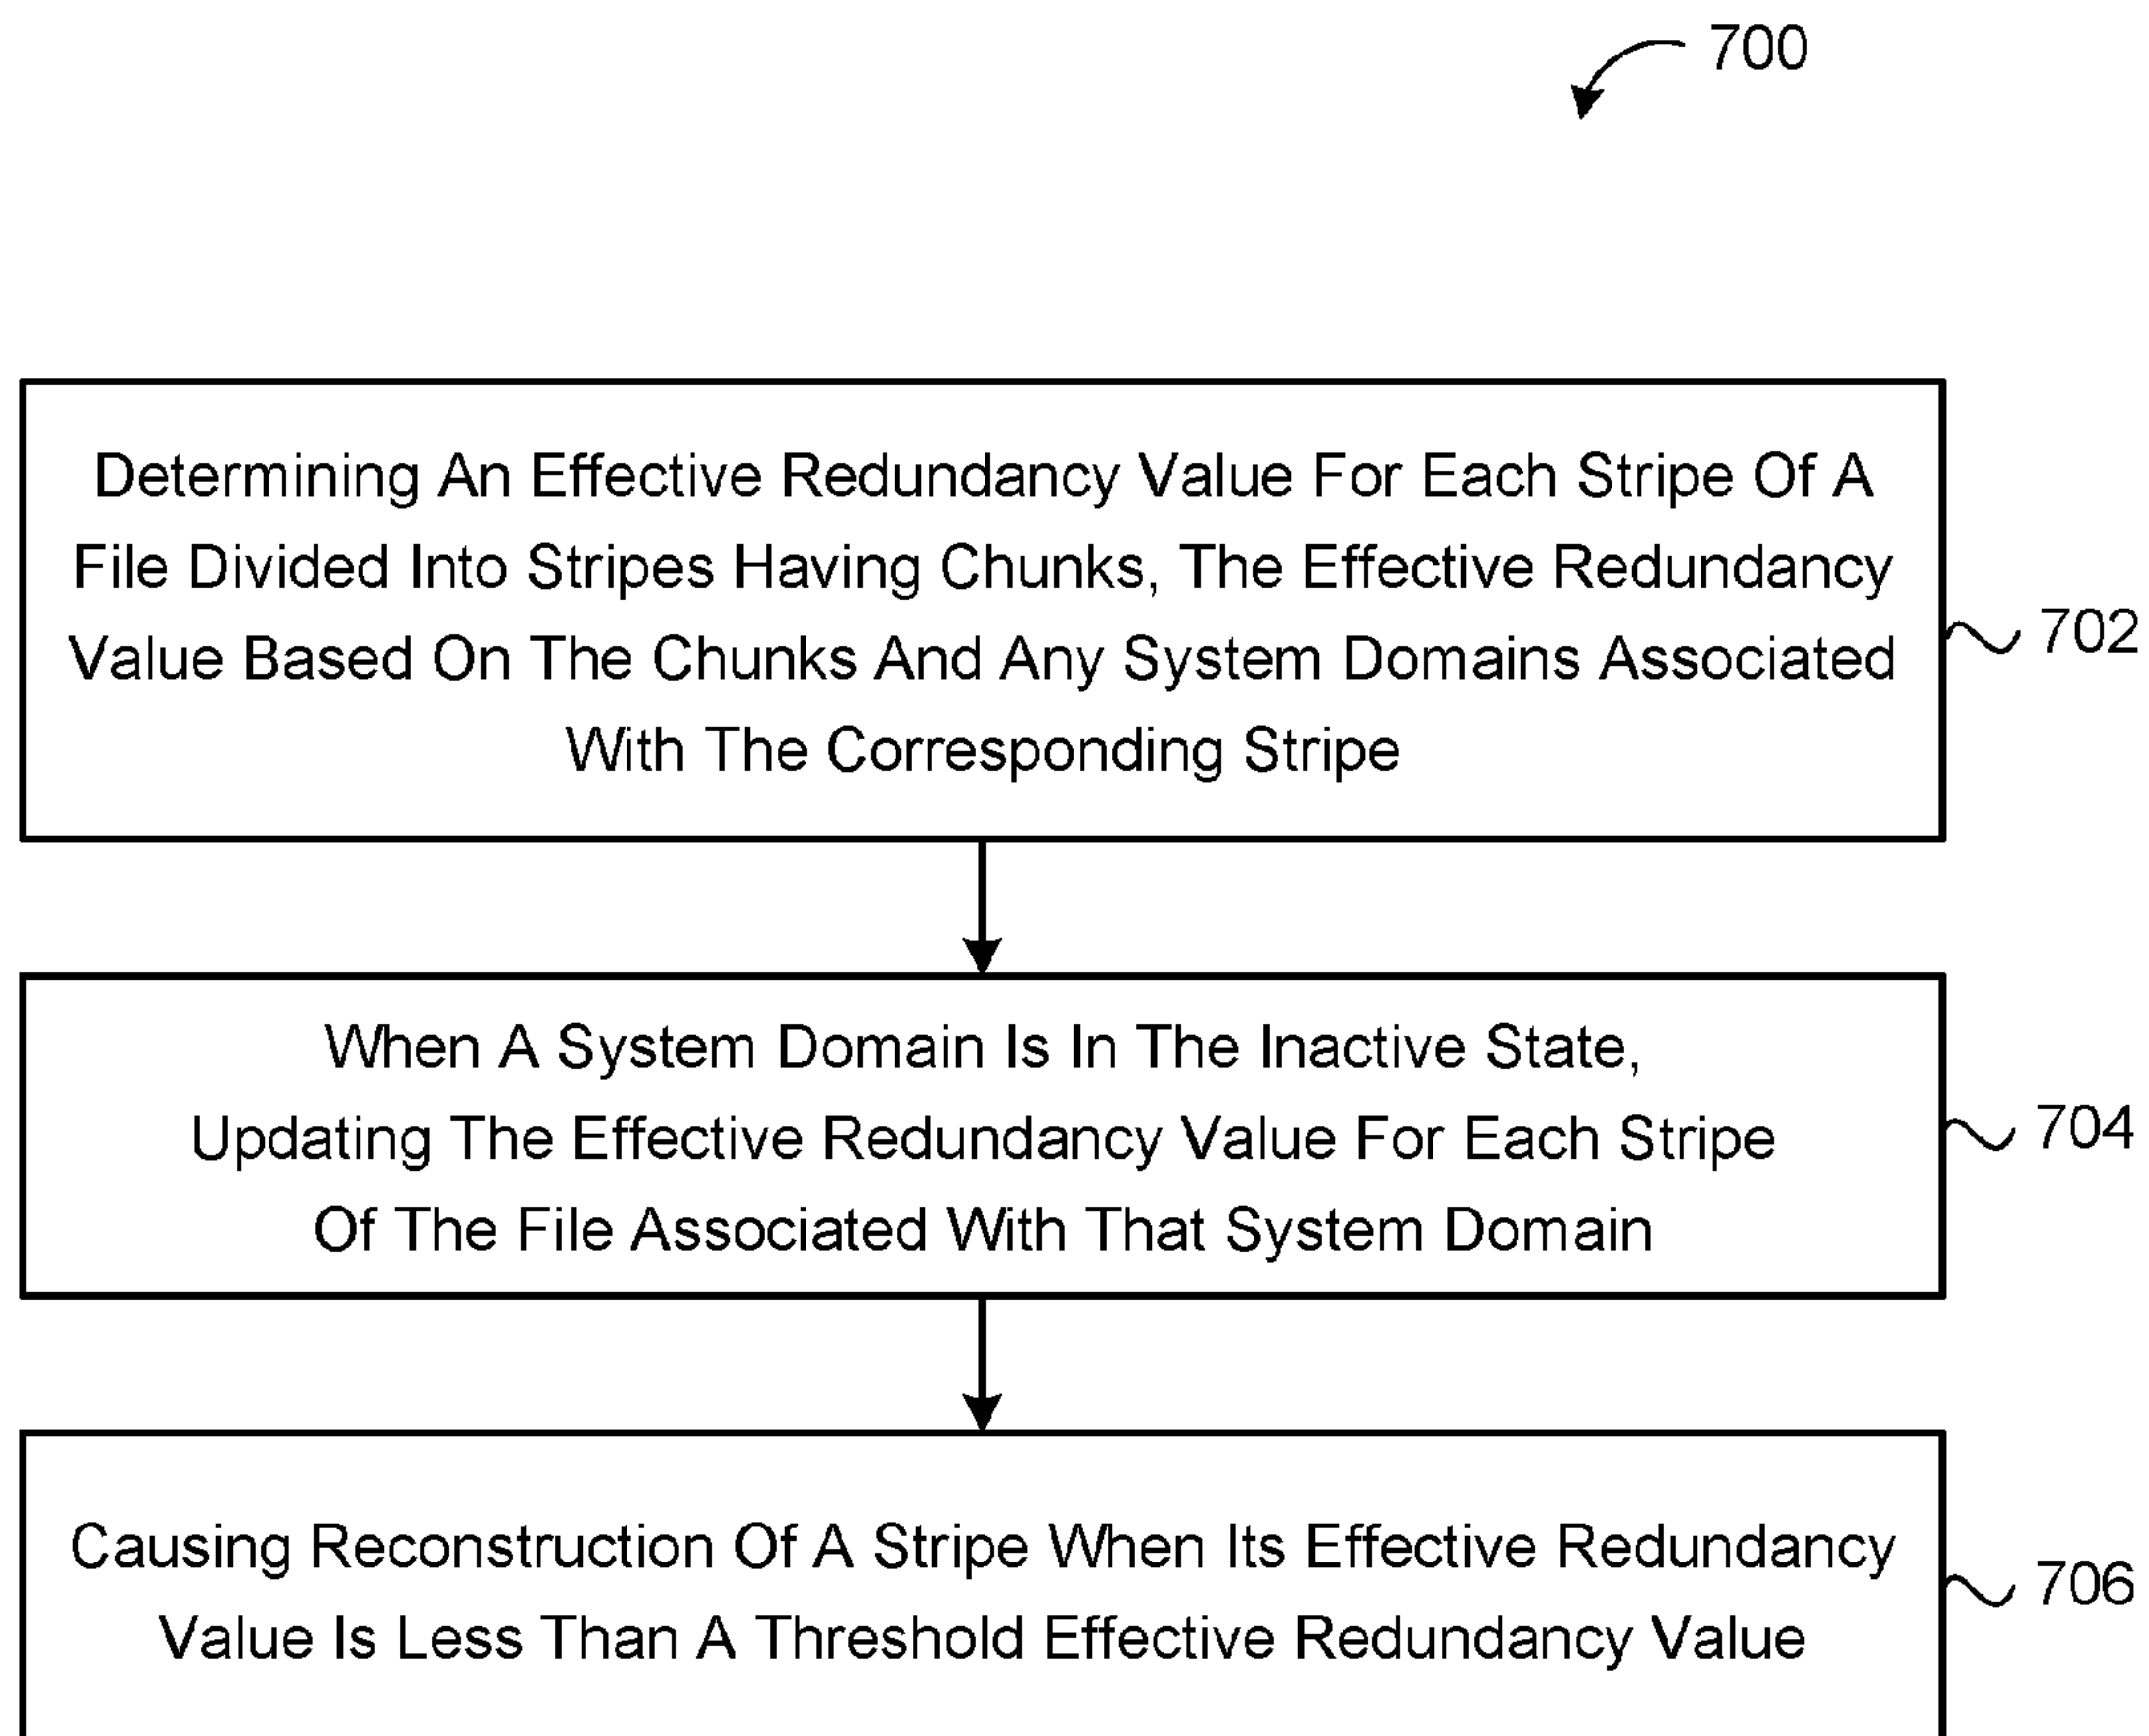 700
Determining An Effective Redundancy Value For Each Stripe Of A
File Divided Into Stripes Having Chunks, The Effective Redundancy
Value Based On The Chunks And Any System Domains Associated
With The Corresponding Stripe
702
When A System Domain Is In The Inactive State,
Updating The Effective Redundancy Value For Each Stripe
Of The File Associated With That System Domain
704
Causing Reconstruction Of A Stripe When Its Effective Redundancy
Value Is Less Than A Threshold Effective Redundancy Value
706